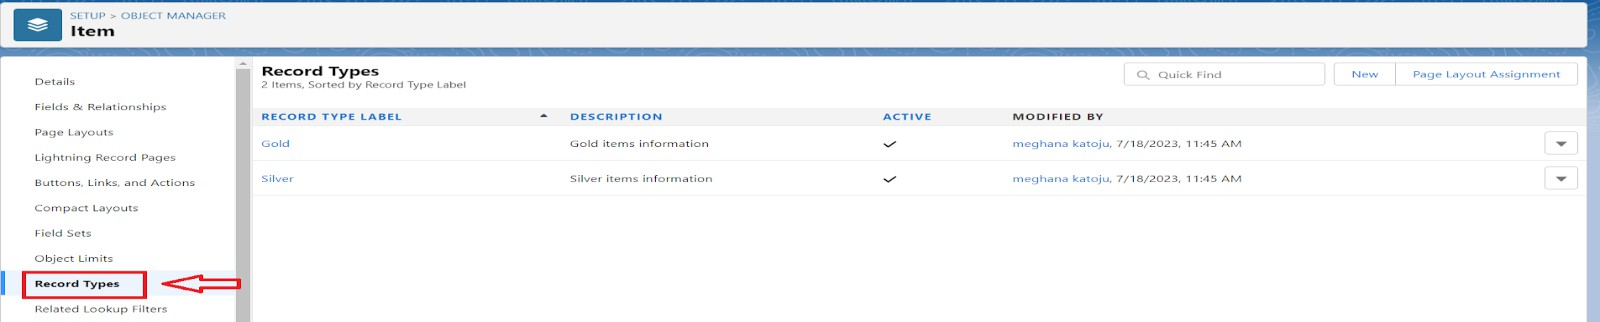 SETUP > OBJECT MANAGER
Item
Details
Fields & Relationships
Page Layouts
Lightning Record Pages
Buttons, Links, and Actions
Compact Layouts
Field Sets
Object Limits
Record Types
Related Lookup Filters
Record Types
2 Items, Sorted by Record Type Label
Quick Find
New
Page Layout Assignment
RECORD TYPE LABEL DESCRIPTION ACTIVE MODIFIED BY
Gold Gold items information meghana katoju, 7/18/2023, 11:45 AM
Silver Silver items information meghana katoju, 7/18/2023, 11:45 AM